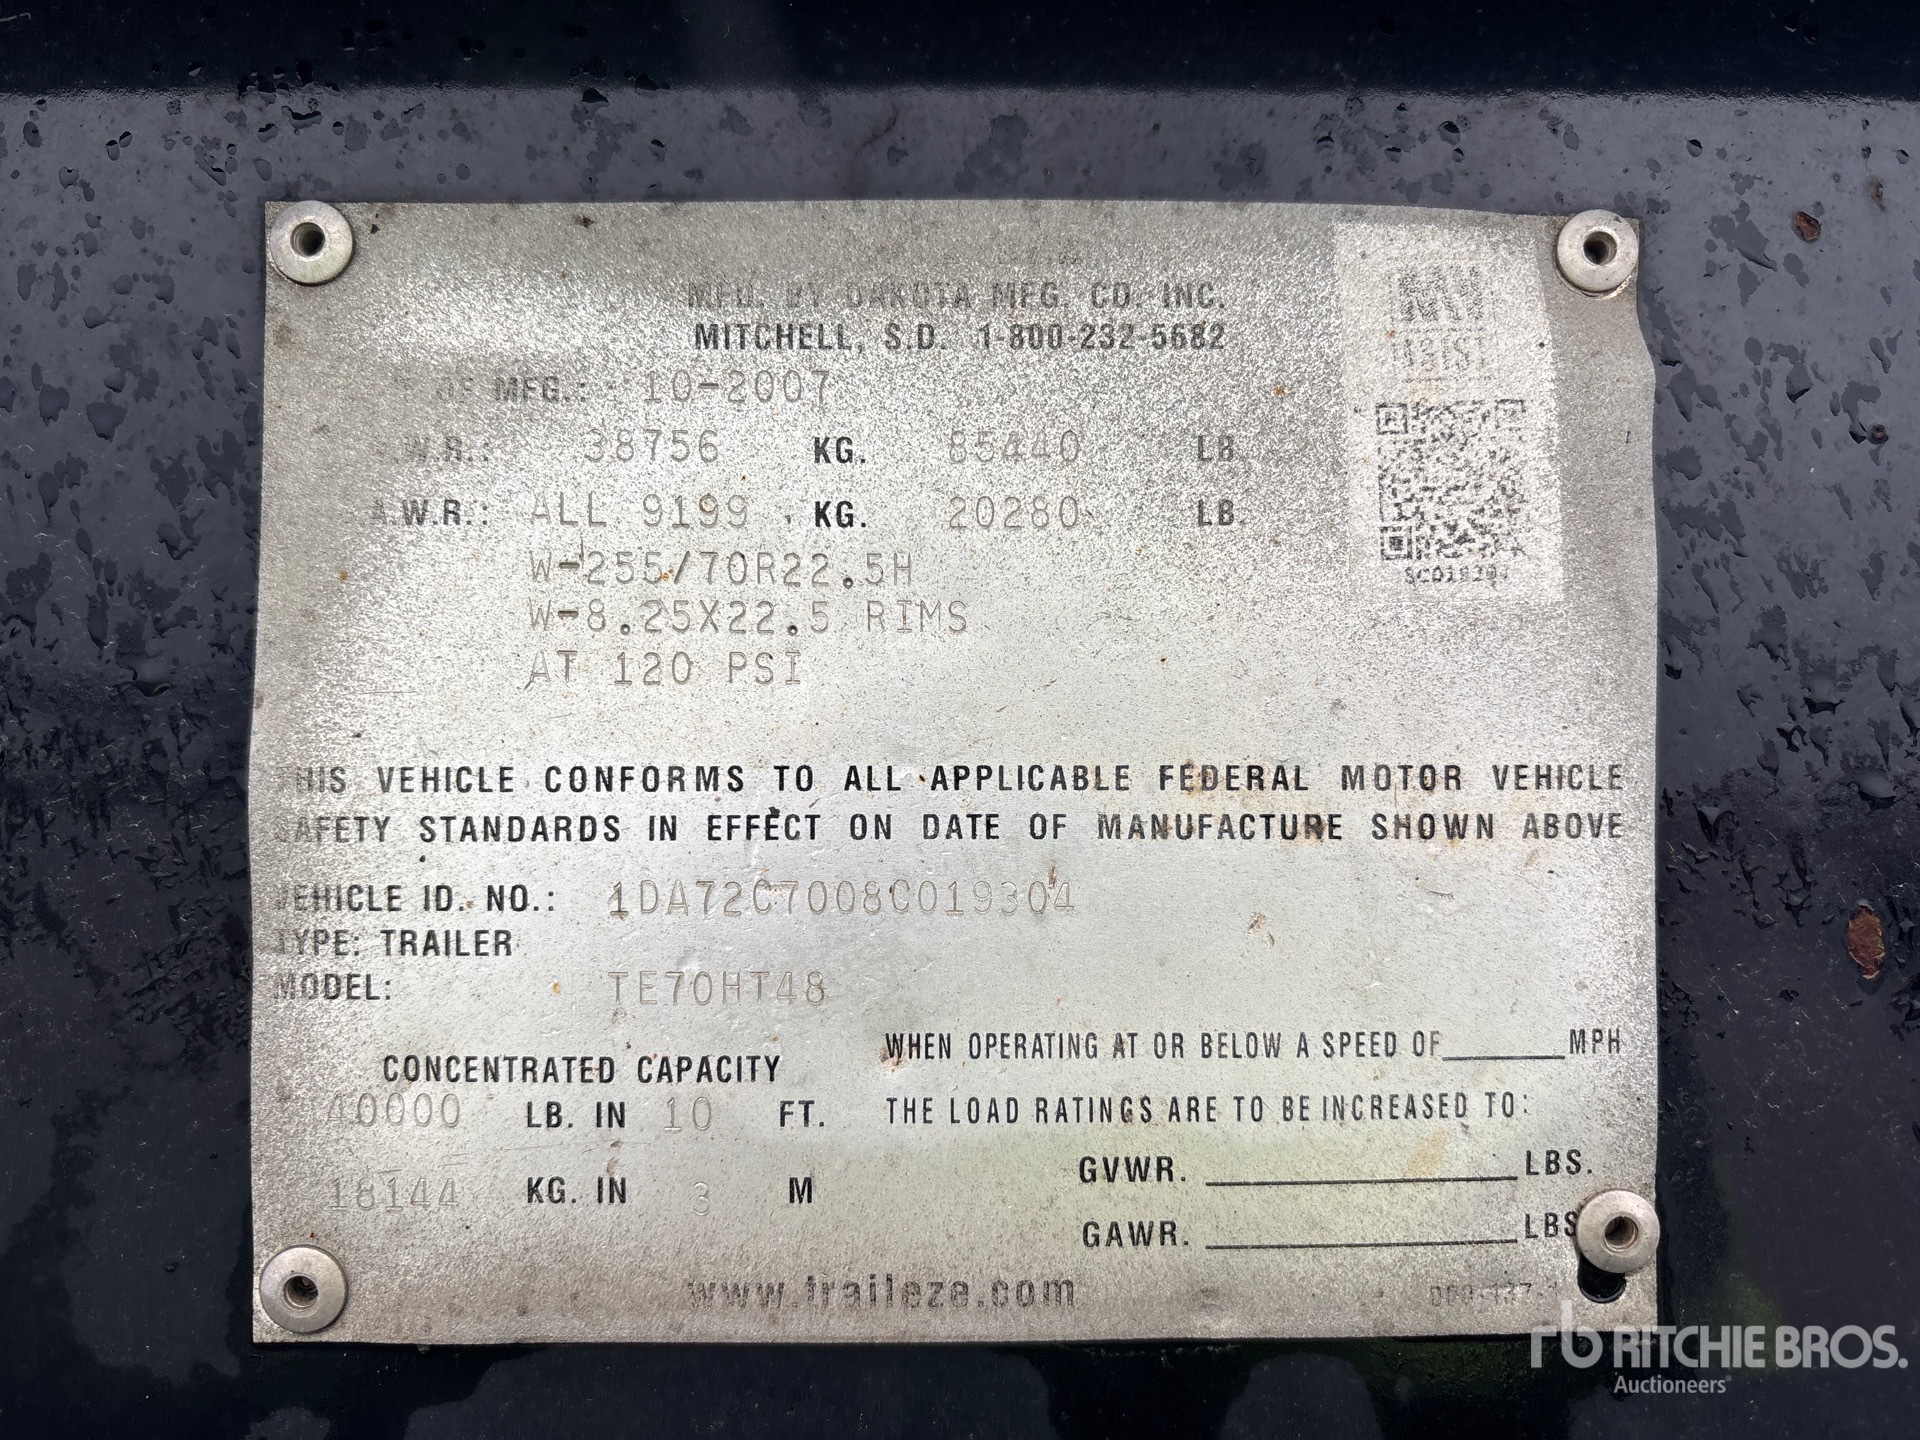 MFD. BY DAKOTA MFG. CO. INC.
MITCHELL, S.D. 1-800-232-5682
OF MFG.: 10-2007
.W.R.: 38756 KG. 85440 LB.
A.W.R.: ALL 9199 KG. 20280 LB.
W-255/70R22.5H
W-8.25X22.5 RIMS
AT 120 PSI
THIS VEHICLE CONFORMS TO ALL APPLICABLE FEDERAL MOTOR VEHICLE
SAFETY STANDARDS IN EFFECT ON DATE OF MANUFACTURE SHOWN ABOVE
VEHICLE ID. NO.: 1DA72C7008C019304
TYPE: TRAILER
MODEL: TE70HT48
CONCENTRATED CAPACITY
40000 LB. IN 10 FT.
18144 KG. IN 3 M
WHEN OPERATING AT OR BELOW A SPEED OF______MPH
THE LOAD RATINGS ARE TO BE INCREASED TO:
GVWR. ______ LBS.
GAWR. ______ LBS
www.traileze.com
rb RITCHIE BROS.
Auctioneers